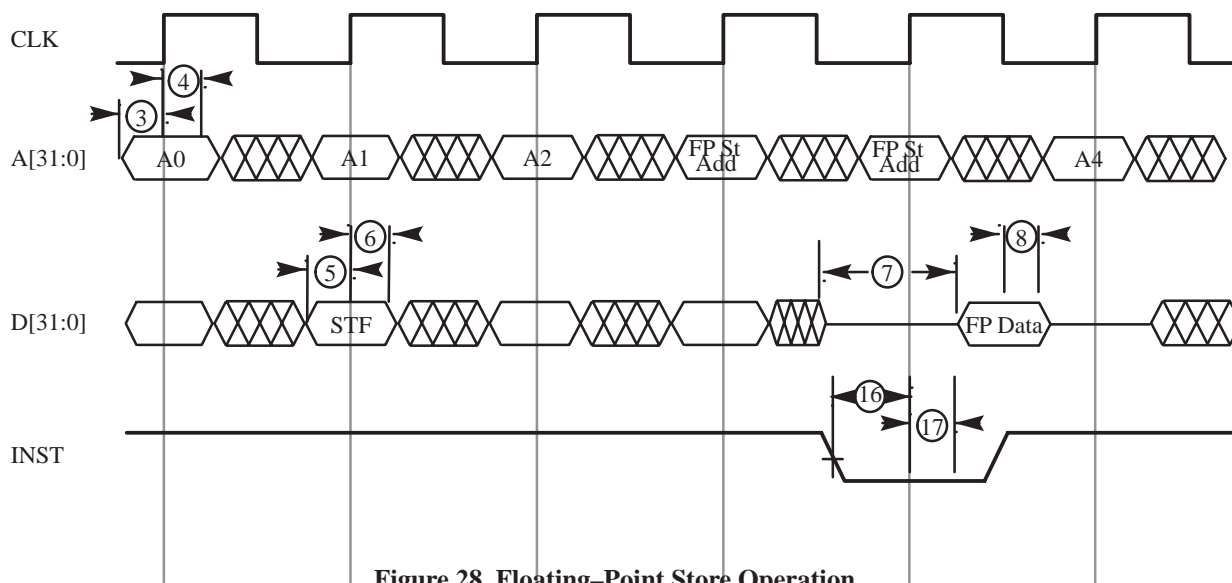 CLK
4
3
A[31:0]
A0
A1
A2
FP St
Add
FP St
Add
A4
6
5
7
8
D[31:0]
STF
FP Data
16
17
INST
Figure 28. Floating–Point Store Operation